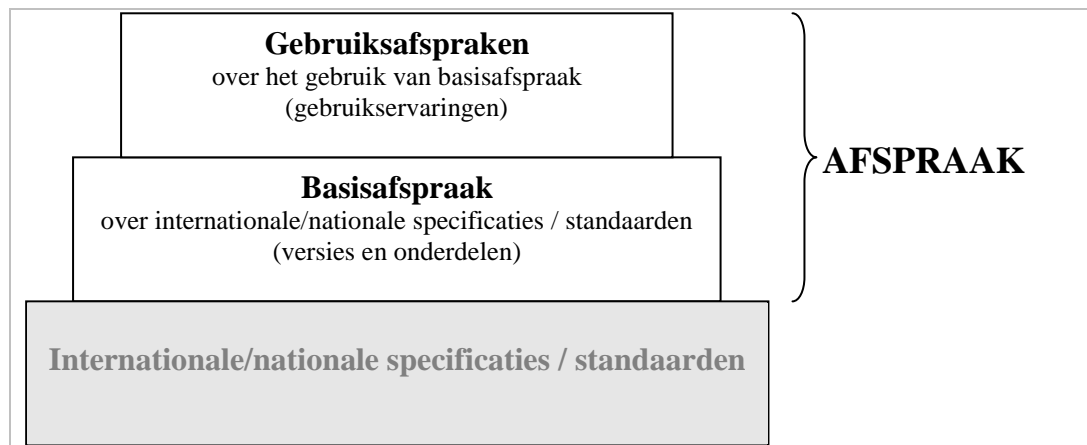 Gebruiksafspraken
over het gebruik van basisafspraak
(gebruikservaringen)
AFSPRAAK
Basisafspraak
over internationale/nationale specificaties / standaarden
(versies en onderdelen)
Internationale/nationale specificaties / standaarden